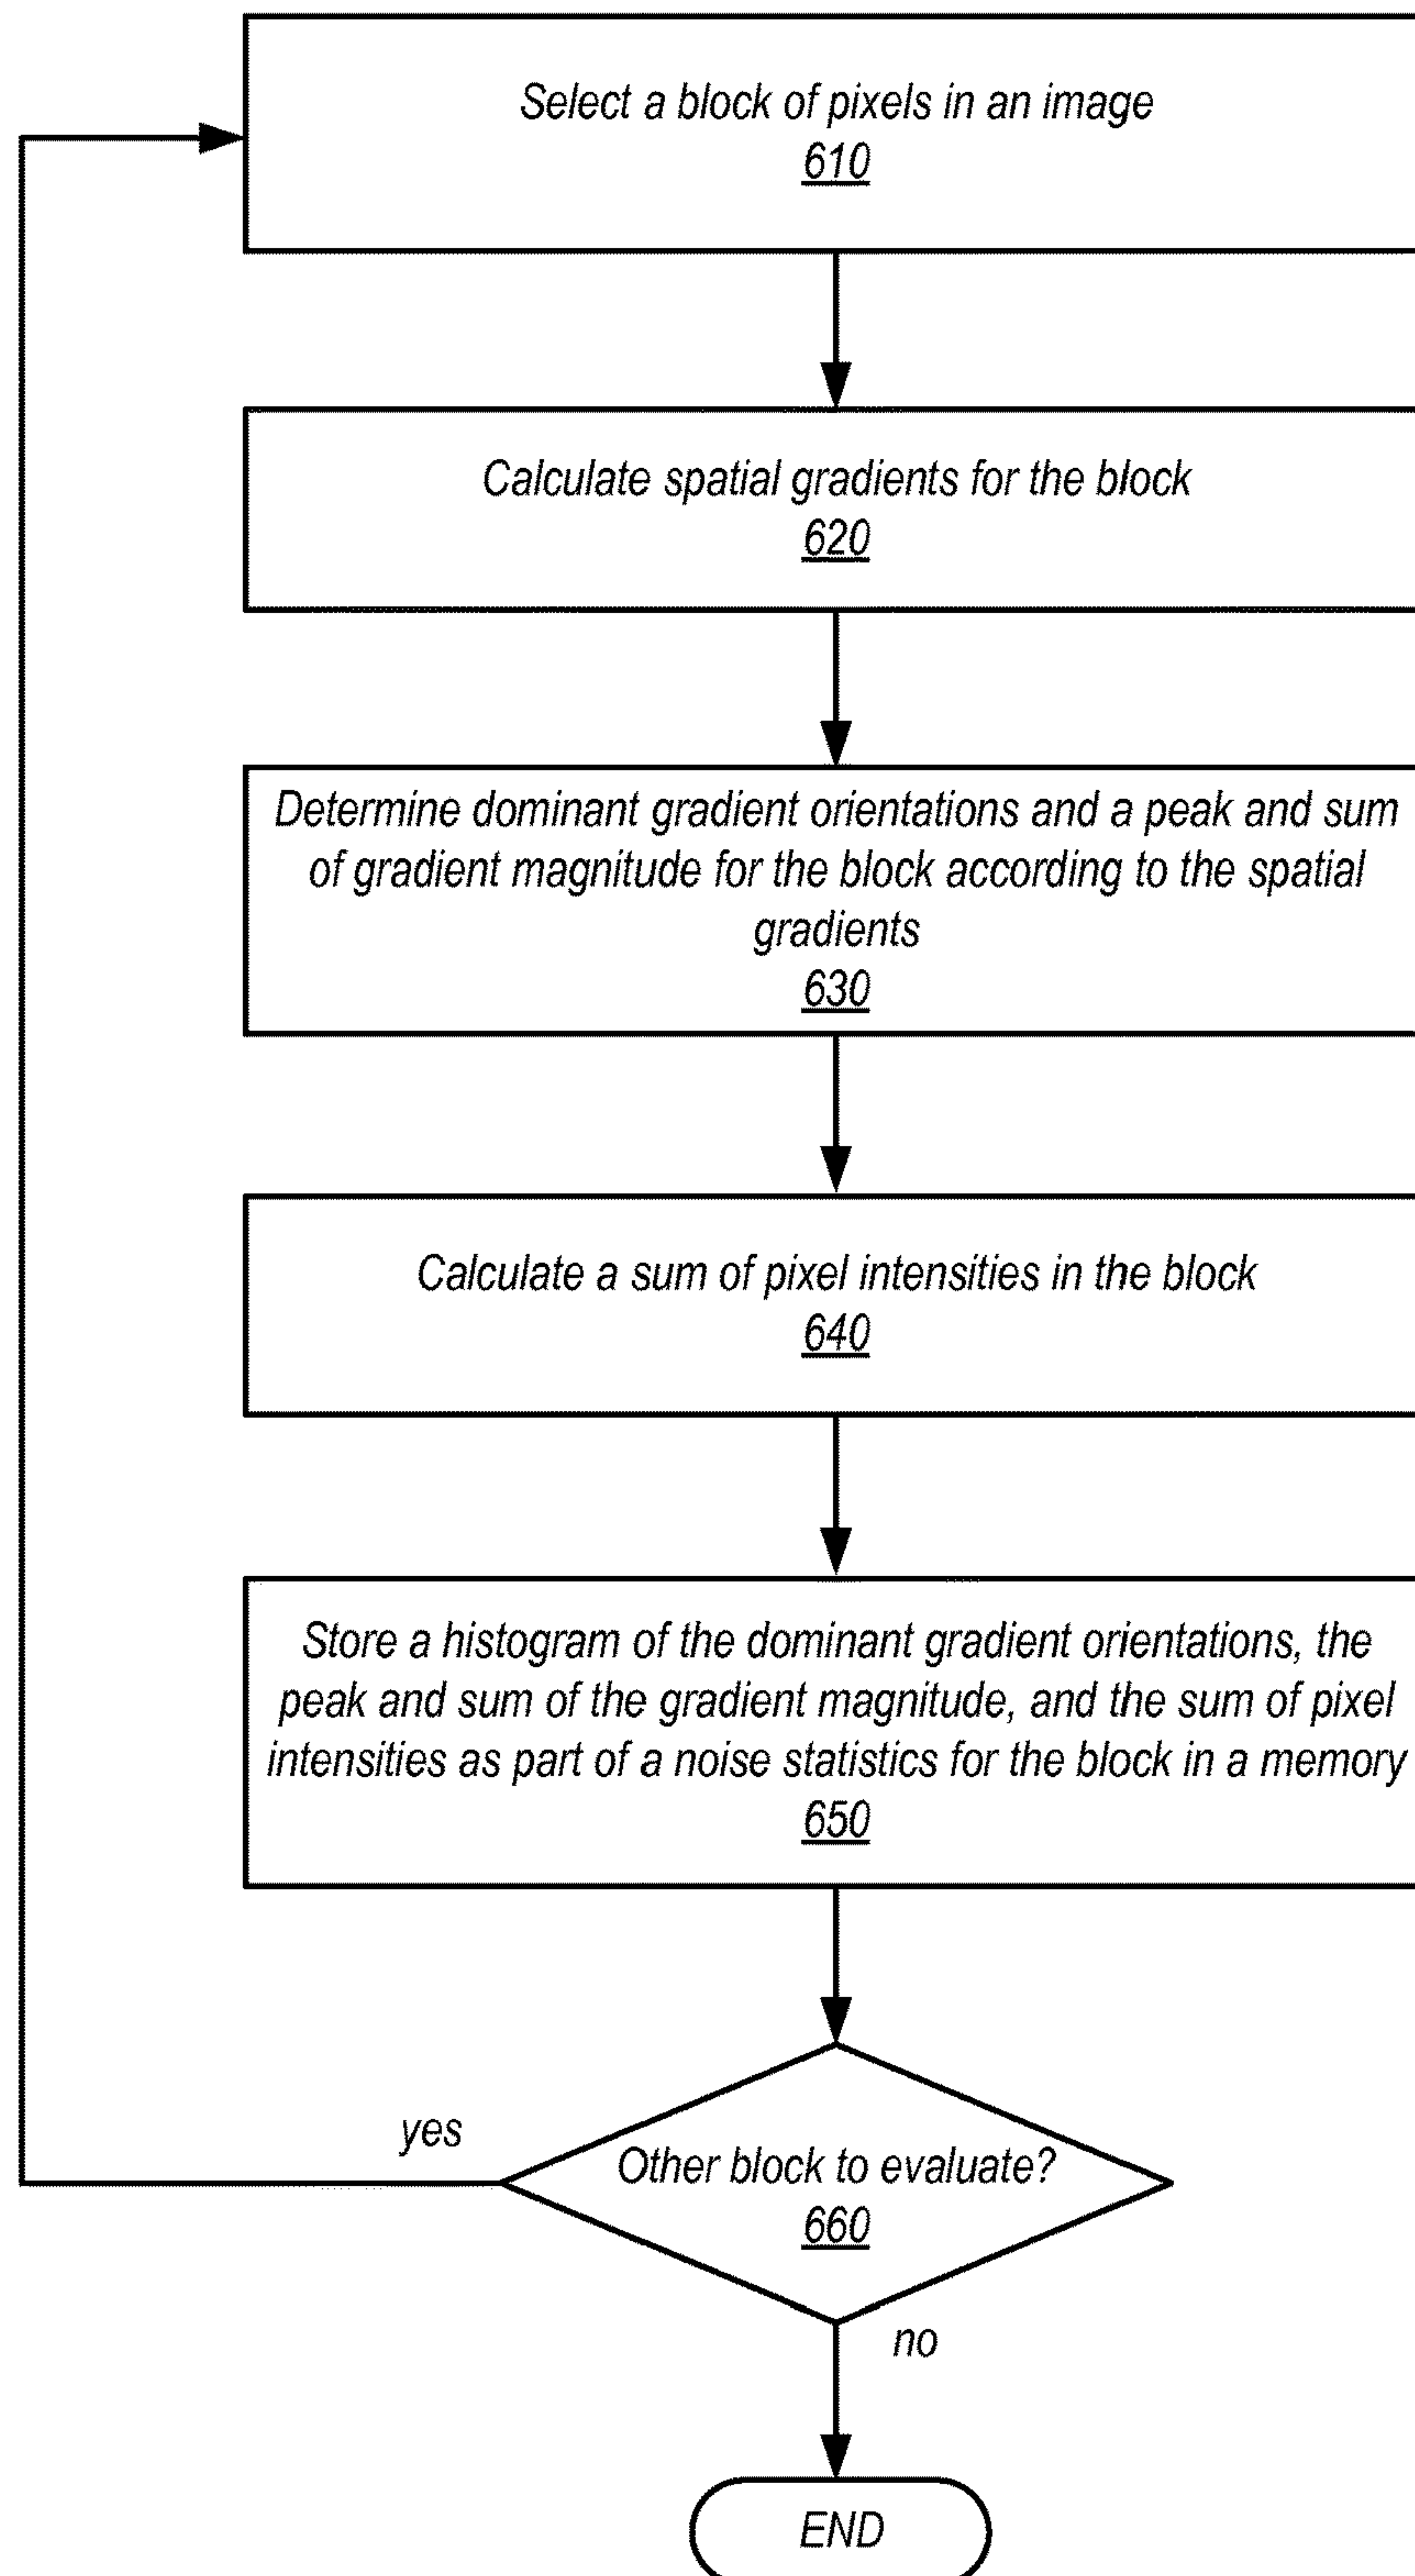 Select a block of pixels in an image
610
Calculate spatial gradients for the block
620
Determine dominant gradient orientations and a peak and sum
of gradient magnitude for the block according to the spatial
gradients
630
Calculate a sum of pixel intensities in the block
640
Store a histogram of the dominant gradient orientations, the
peak and sum of the gradient magnitude, and the sum of pixel
intensities as part of a noise statistics for the block in a memory
650
yes
Other block to evaluate?
660
no
END